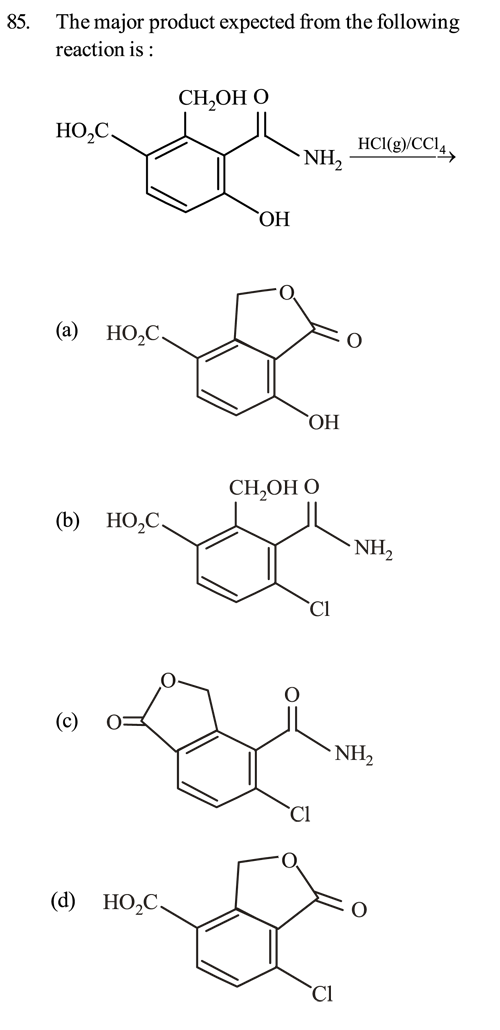 85. The major product expected from the following
reaction is :
CH₂OH O
HO₂C
NH₂
HCl(g)/CCl₄
OH
(a) HO₂C
O
O
OH
(b) HO₂C
CH₂OH O
NH₂
Cl
(c) O
O
O
NH₂
Cl
(d) HO₂C
O
O
Cl